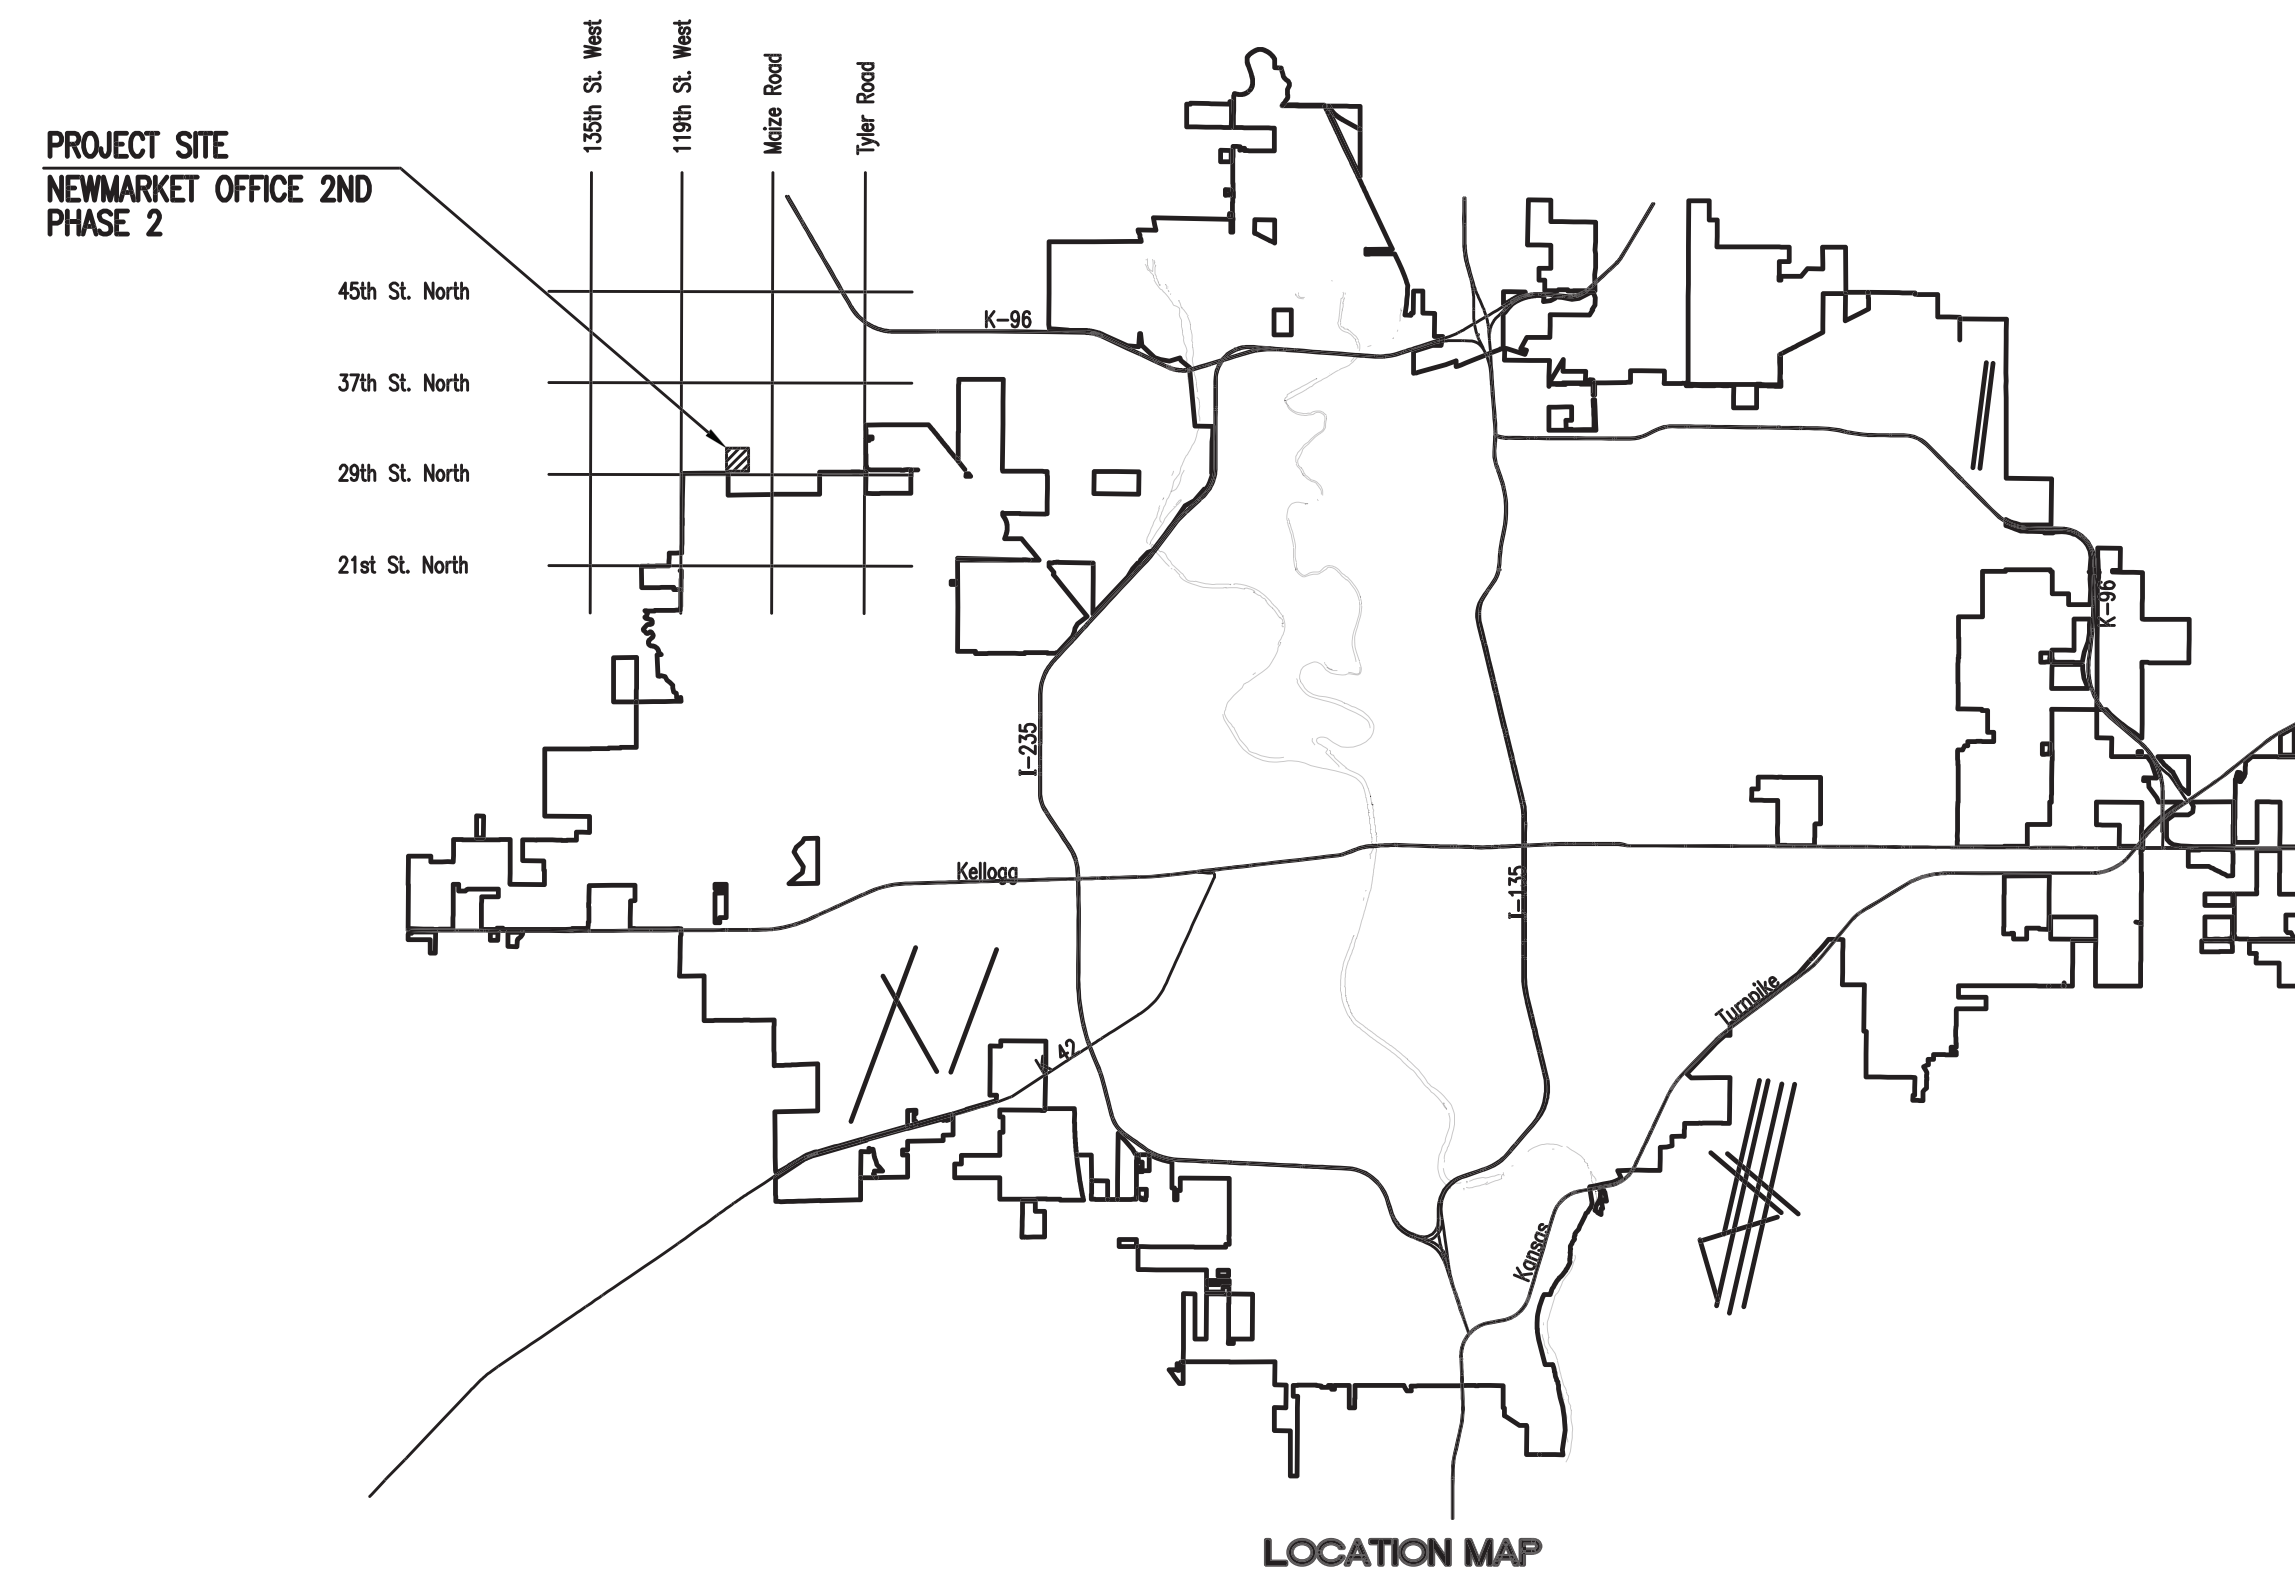 135th St. West
119th St. West
Maize Road
Tyler Road
PROJECT SITE
NEWMARKET OFFICE 2ND
PHASE 2
45th St. North
37th St. North
29th St. North
21st St. North
K-96
K-96
I-235
Kellogg
I-135
Turnpike
K 42
Kansas
LOCATION MAP